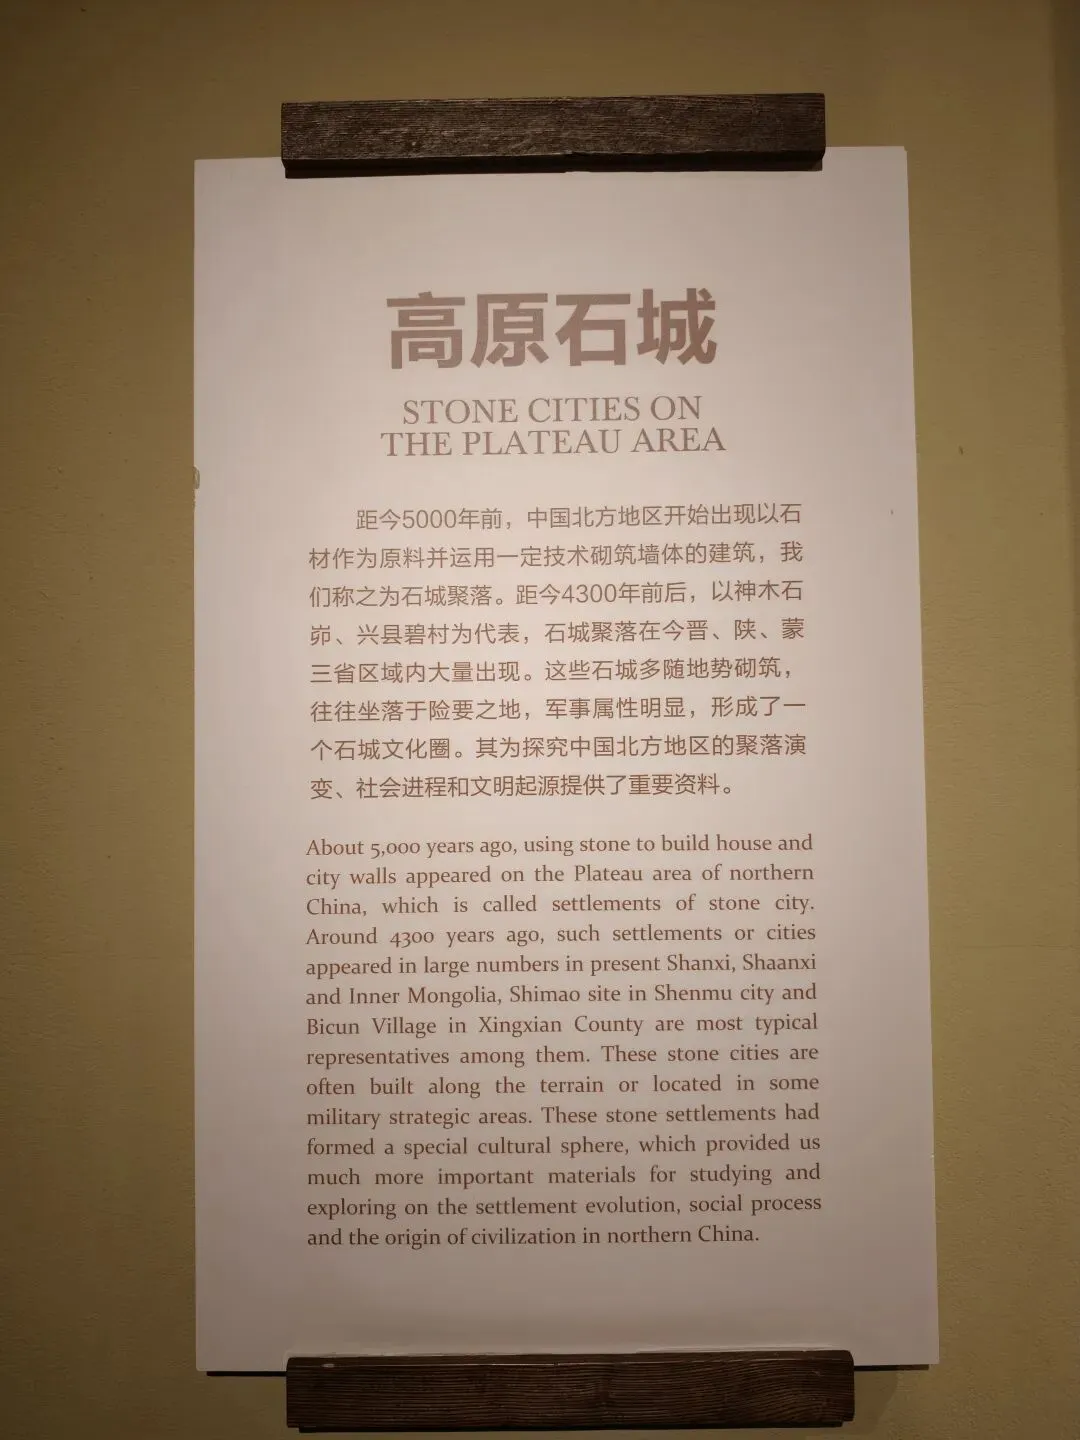 高原石城
STONE CITIES ON
THE PLATEAU AREA
距今5000年前，中国北方地区开始出现以石
材作为原料并运用一定技术砌筑墙体的建筑，我
们称之为石城聚落。距今4300年前后，以神木石
峁、兴县碧村为代表，石城聚落在今晋、陕、蒙
三省区域内大量出现。这些石城多随地势砌筑，
往往坐落于险要之地，军事属性明显，形成了一
个石城文化圈。其为探究中国北方地区的聚落演
变、社会进程和文明起源提供了重要资料。
About 5,000 years ago, using stone to build house and
city walls appeared on the Plateau area of northern
China, which is called settlements of stone city.
Around 4300 years ago, such settlements or cities
appeared in large numbers in present Shanxi, Shaanxi
and Inner Mongolia, Shimao site in Shenmu city and
Bicun Village in Xingxian County are most typical
representatives among them. These stone cities are
often built along the terrain or located in some
military strategic areas. These stone settlements had
formed a special cultural sphere, which provided us
much more important materials for studying and
exploring on the settlement evolution, social process
and the origin of civilization in northern China.